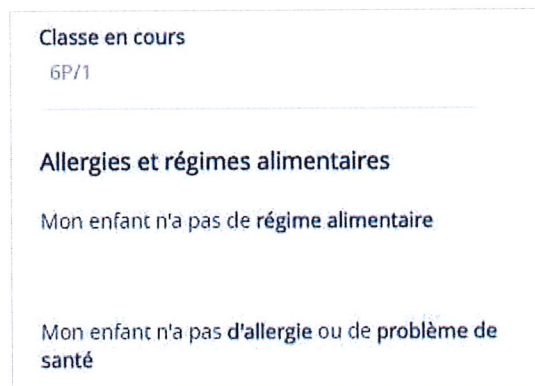 Classe en cours
6P/1
Allergies et régimes alimentaires
Mon enfant n'a pas de régime alimentaire
Mon enfant n'a pas d'allergie ou de problème de
santé